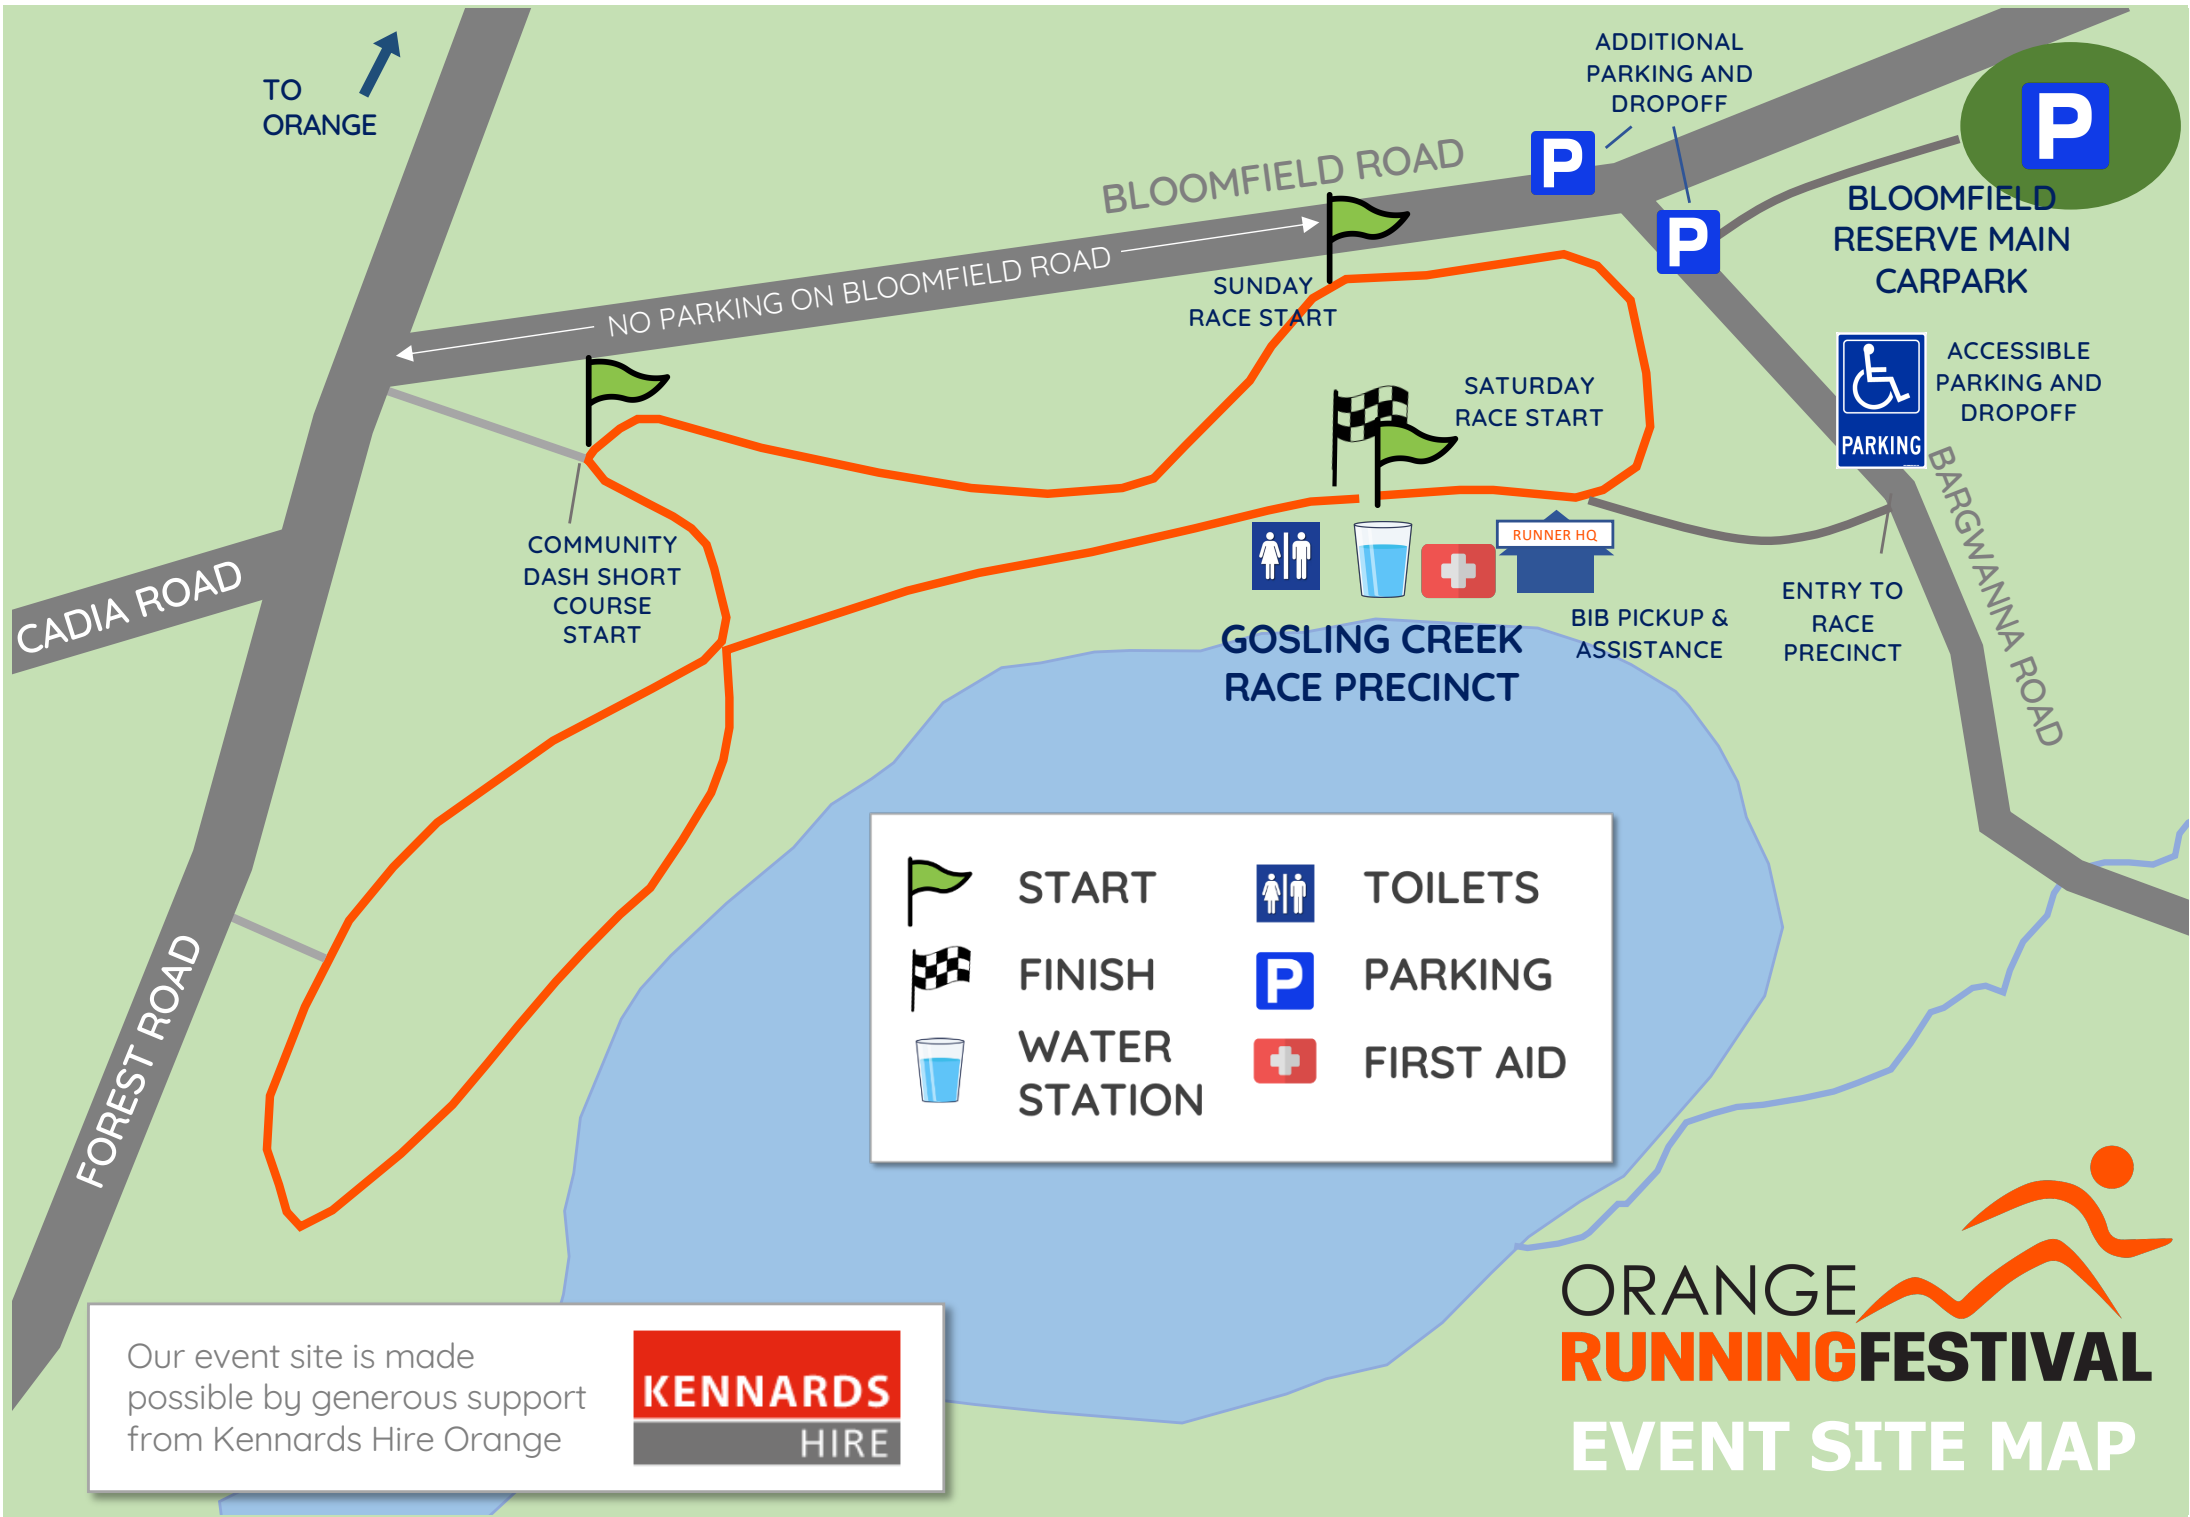 TO
ORANGE
ADDITIONAL
PARKING AND
DROPOFF
P
P
P
BLOOMFIELD ROAD
BLOOMFIELD
RESERVE MAIN
CARPARK
NO PARKING ON BLOOMFIELD ROAD
SUNDAY
RACE START
SATURDAY
RACE START
PARKING
ACCESSIBLE
PARKING AND
DROPOFF
BARGWANNA ROAD
COMMUNITY
DASH SHORT
COURSE
START
CADIA ROAD
RUNNER HQ
BIB PICKUP &
ASSISTANCE
ENTRY TO
RACE
PRECINCT
GOSLING CREEK
RACE PRECINCT
FOREST ROAD
START
FINISH
WATER
STATION
TOILETS
P
PARKING
FIRST AID
Our event site is made
possible by generous support
from Kennards Hire Orange
KENNARDS
HIRE
ORANGE
RUNNINGFESTIVAL
EVENT SITE MAP